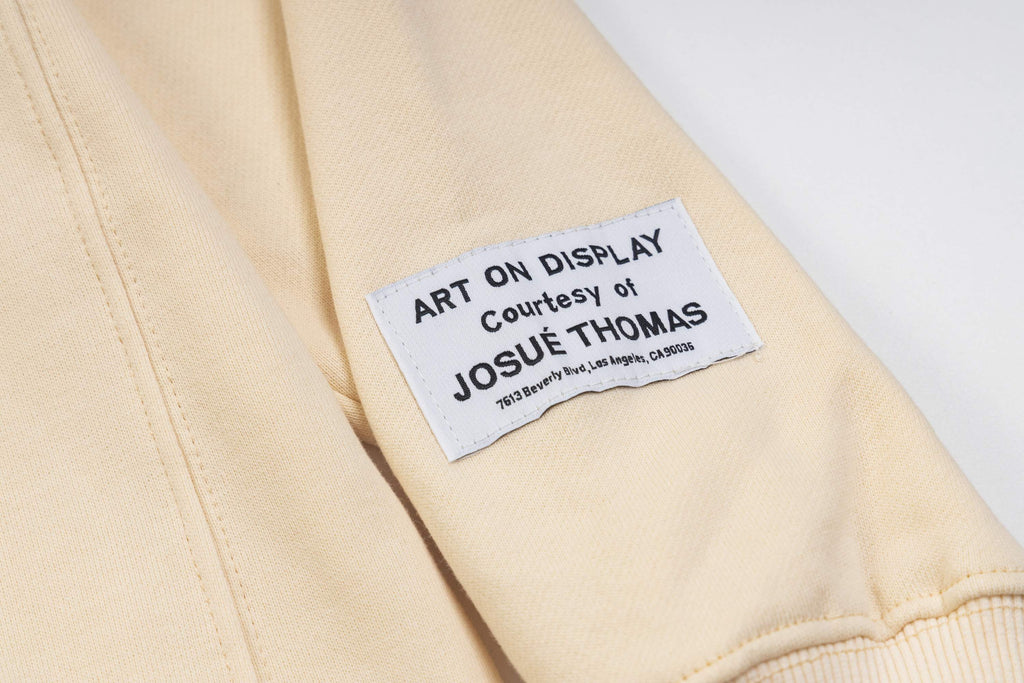 ART ON DISPLAY
Courtesy of
JOSUÉ THOMAS
7613 Beverly Blvd, Los Angeles, CA 90036